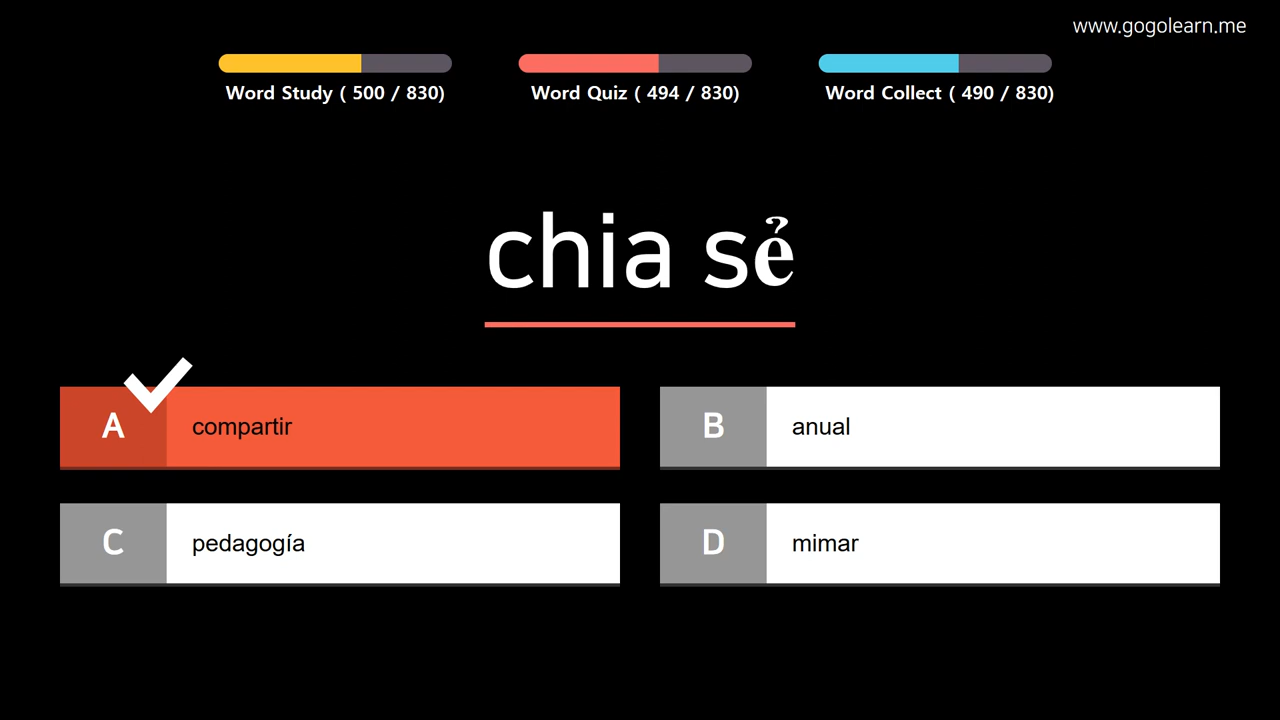 www.gogolearn.me
Word Study ( 500 / 830)
Word Quiz ( 494 / 830)
Word Collect ( 490 / 830)
chia sẻ
A compartir
B anual
C pedagogía
D mimar